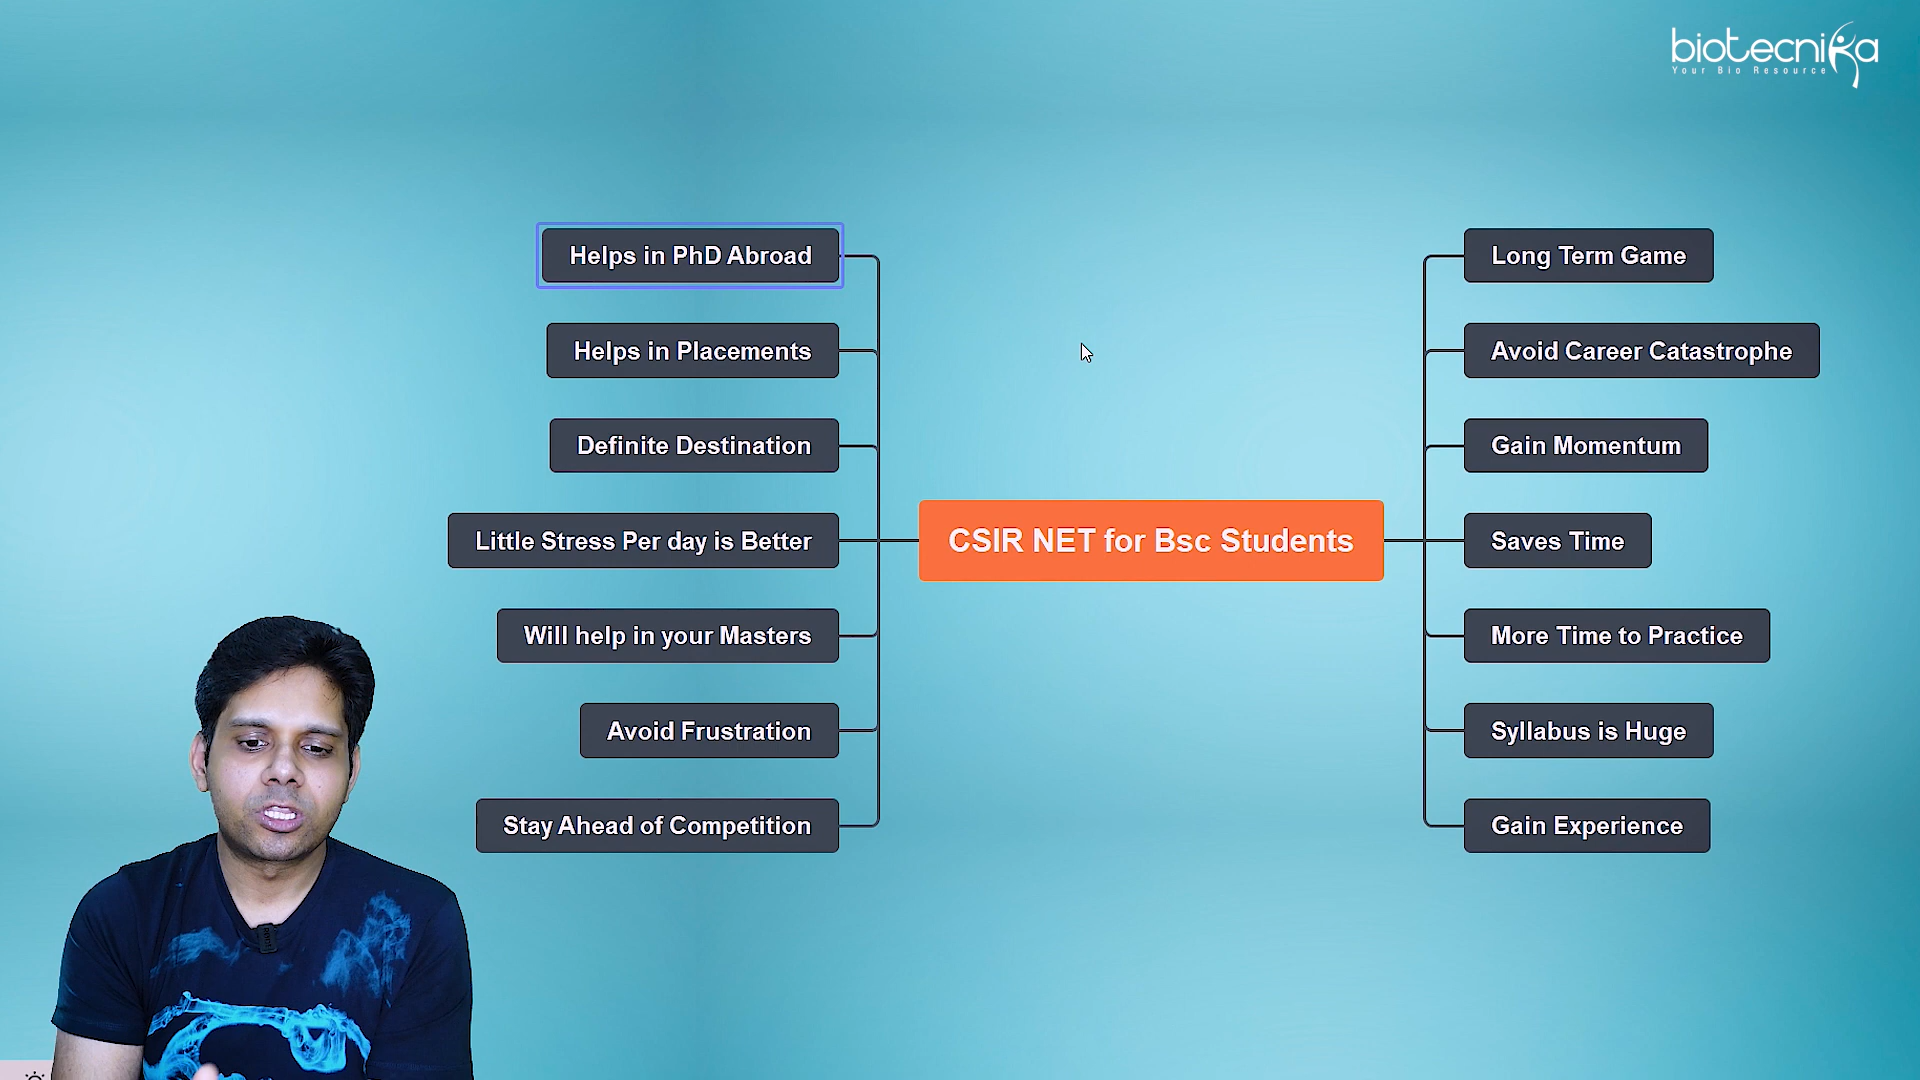 biotecnika
Your Bio Resource
Helps in PhD Abroad
Helps in Placements
Definite Destination
Little Stress Per day is Better
Will help in your Masters
Avoid Frustration
Stay Ahead of Competition
CSIR NET for Bsc Students
Long Term Game
Avoid Career Catastrophe
Gain Momentum
Saves Time
More Time to Practice
Syllabus is Huge
Gain Experience